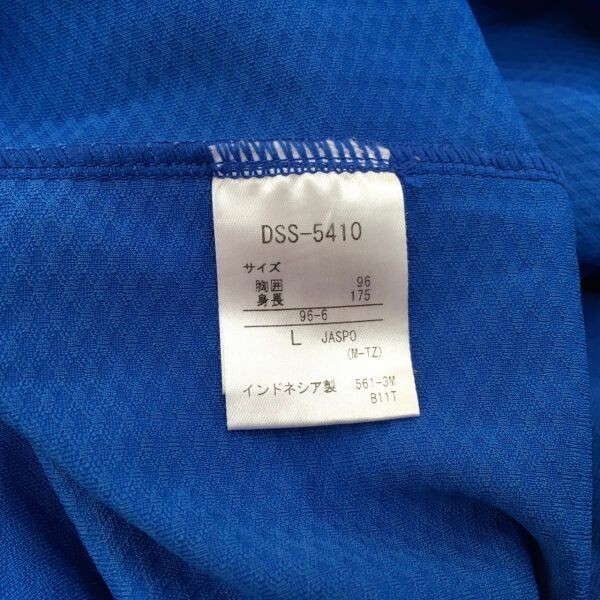 DSS-5410
サイズ
胸囲 96
身長 175
96-6
L JASPO
(M-TZ)
インドネシア製 561-3M
B11T